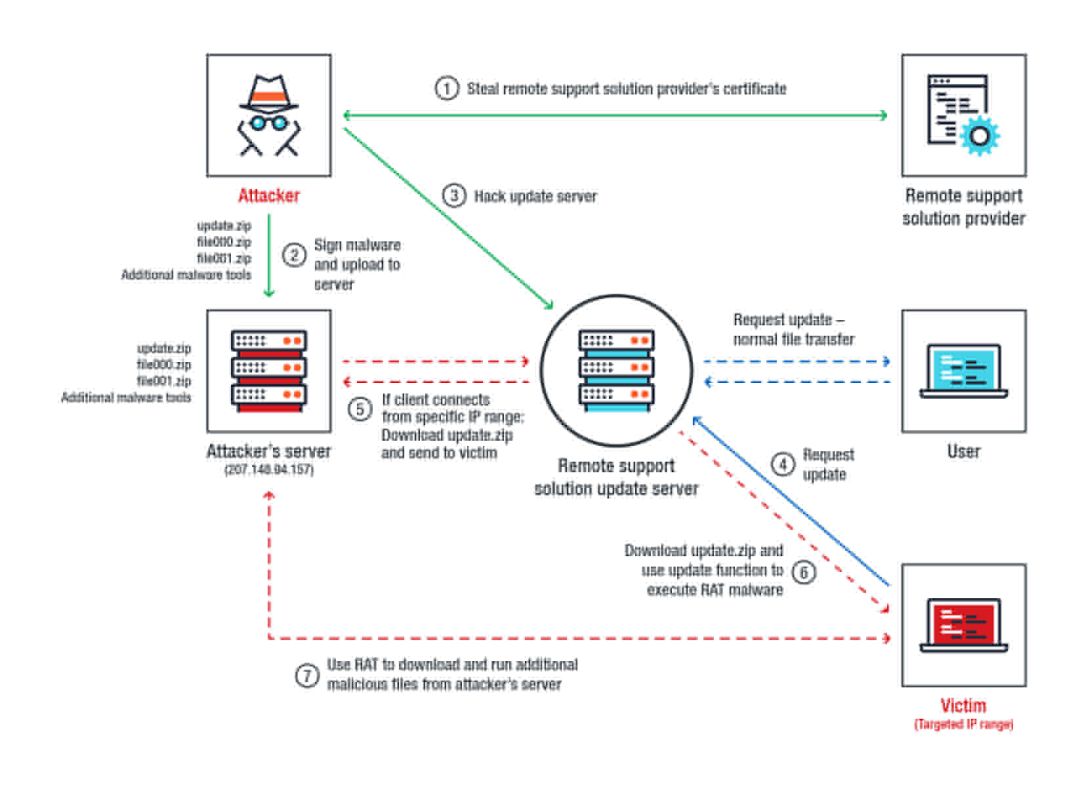 1 Steal remote support solution provider's certificate
Attacker
Remote support
solution provider
3 Hack update server
update.zip
file000.zip
file001.zip
Additional malware tools
2 Sign malware
and upload to
server
update.zip
file000.zip
file001.zip
Additional malware tools
Attacker's server
(207.148.94.157)
5 If client connects
from specific IP range:
Download update.zip
and send to victim
Remote support
solution update server
Request update –
normal file transfer
User
4 Request
update
Download update.zip and
use update function to
execute RAT malware
6
7 Use RAT to download and run additional
malicious files from attacker's server
Victim
(Targeted IP range)